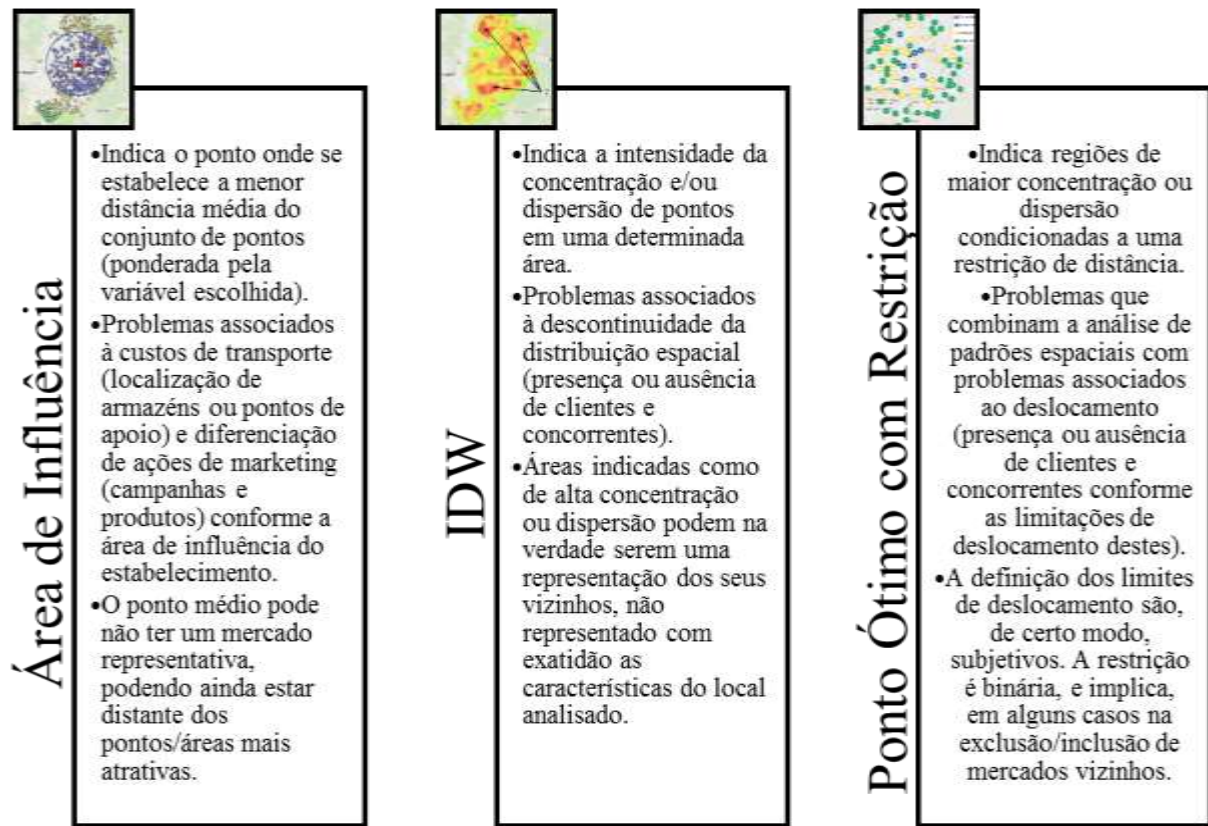 Área de Influência
•Indica o ponto onde se
estabelece a menor
distância média do
conjunto de pontos
(ponderada pela
variável escolhida).
•Problemas associados
à custos de transporte
(localização de
armazéns ou pontos de
apoio) e diferenciação
de ações de marketing
(campanhas e
produtos) conforme a
área de influência do
estabelecimento.
•O ponto médio pode
não ter um mercado
representativa,
podendo ainda estar
distante dos
pontos/áreas mais
atrativas.
IDW
•Indica a intensidade da
concentração e/ou
dispersão de pontos
em uma determinada
área.
•Problemas associados
à descontinuidade da
distribuição espacial
(presença ou ausência
de clientes e
concorrentes).
•Áreas indicadas como
de alta concentração
ou dispersão podem na
verdade serem uma
representação dos seus
vizinhos, não
representado com
exatidão as
características do local
analisado.
Ponto Ótimo com Restrição
•Indica regiões de
maior concentração ou
dispersão
condicionadas a uma
restrição de distância.
•Problemas que
combinam a análise de
padrões espaciais com
problemas associados
ao deslocamento
(presença ou ausência
de clientes e
concorrentes conforme
as limitações de
deslocamento destes).
•A definição dos limites
de deslocamento são,
de certo modo,
subjetivos. A restrição
é binária, e implica,
em alguns casos na
exclusão/inclusão de
mercados vizinhos.